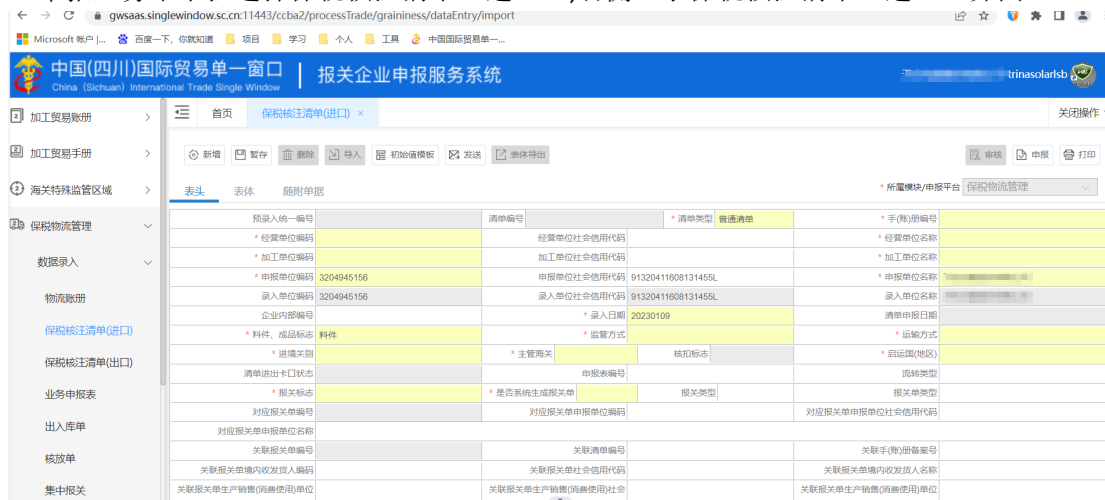 gwsaas.singlewindow.sc.cn:11443/ccba2/processTrade/graininess/dataEntry/import
Microsoft 帐户 |... 百度一下，你就知道 项目 学习 个人 工具 中国国际贸易单一...
中国(四川)国际贸易单一窗口 | 报关企业申报服务系统
China (Sichuan) International Trade Single Window
trinasolarlsb
加工贸易账册
加工贸易手册
海关特殊监管区域
保税物流管理
数据录入
物流账册
保税核注清单(进口)
保税核注清单(出口)
业务申报表
出入库单
核放单
集中报关
首页 保税核注清单(进口) × 关闭操作
新增 暂存 删除 导入 初始值模板 发送 表体导出 审核 申报 打印
表头 表体 随附单据 * 所属模块/申报平台 保税物流管理
预录入统一编号 清单编号 * 清单类型 普通清单 * 手(账)册编号
* 经营单位编码 经营单位社会信用代码 * 经营单位名称
* 加工单位编码 加工单位社会信用代码 * 加工单位名称
* 申报单位编码 3204945156 申报单位社会信用代码 91320411608131455L * 申报单位名称
录入单位编码 3204945156 录入单位社会信用代码 91320411608131455L 录入单位名称
企业内部编号 * 录入日期 20230109 清单申报日期
* 料件、成品标志 料件 * 监管方式 * 运输方式
* 进境关别 * 主管海关 核扣标志 * 启运国(地区)
清单进出卡口状态 申报表编号 流转类型
* 报关标志 * 是否系统生成报关单 报关类型 报关单类型
对应报关单编号 对应报关单申报单位编码 对应报关单申报单位社会信用代码
对应报关单申报单位名称
关联报关单编号 关联清单编号 关联手(账)册备案号
关联报关单境内收发货人编码 关联报关单社会信用代码 关联报关单境内收发货人名称
关联报关单生产销售(消费使用)单位 关联报关单生产销售(消费使用)社会 关联报关单生产销售(消费使用)单位